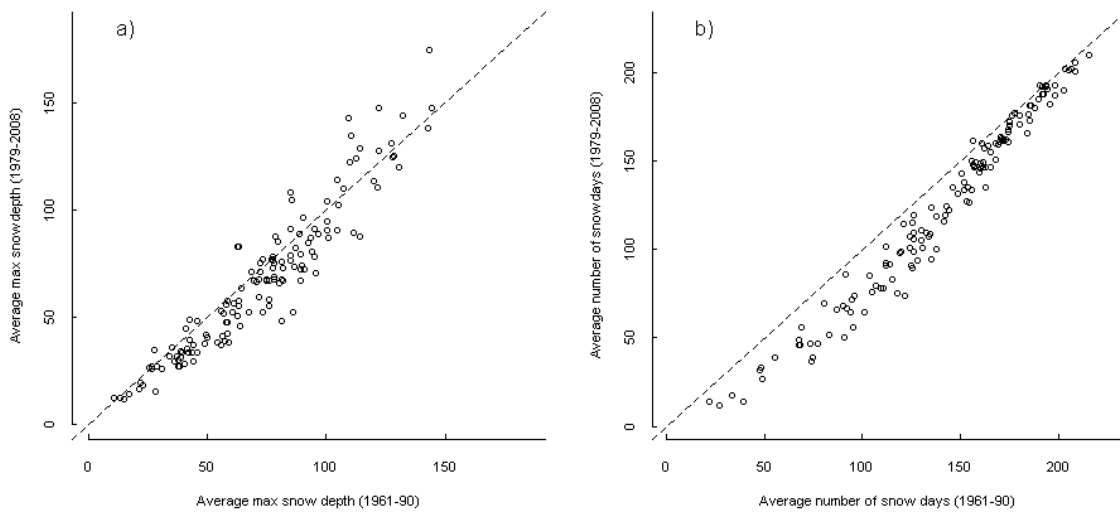 a)
Average max snow depth (1979-2008)
150
100
50
0
0 50 100 150
Average max snow depth (1961-90)
b)
Average number of snow days (1979-2008)
200
150
100
50
0
0 50 100 150 200
Average number of snow days (1961-90)